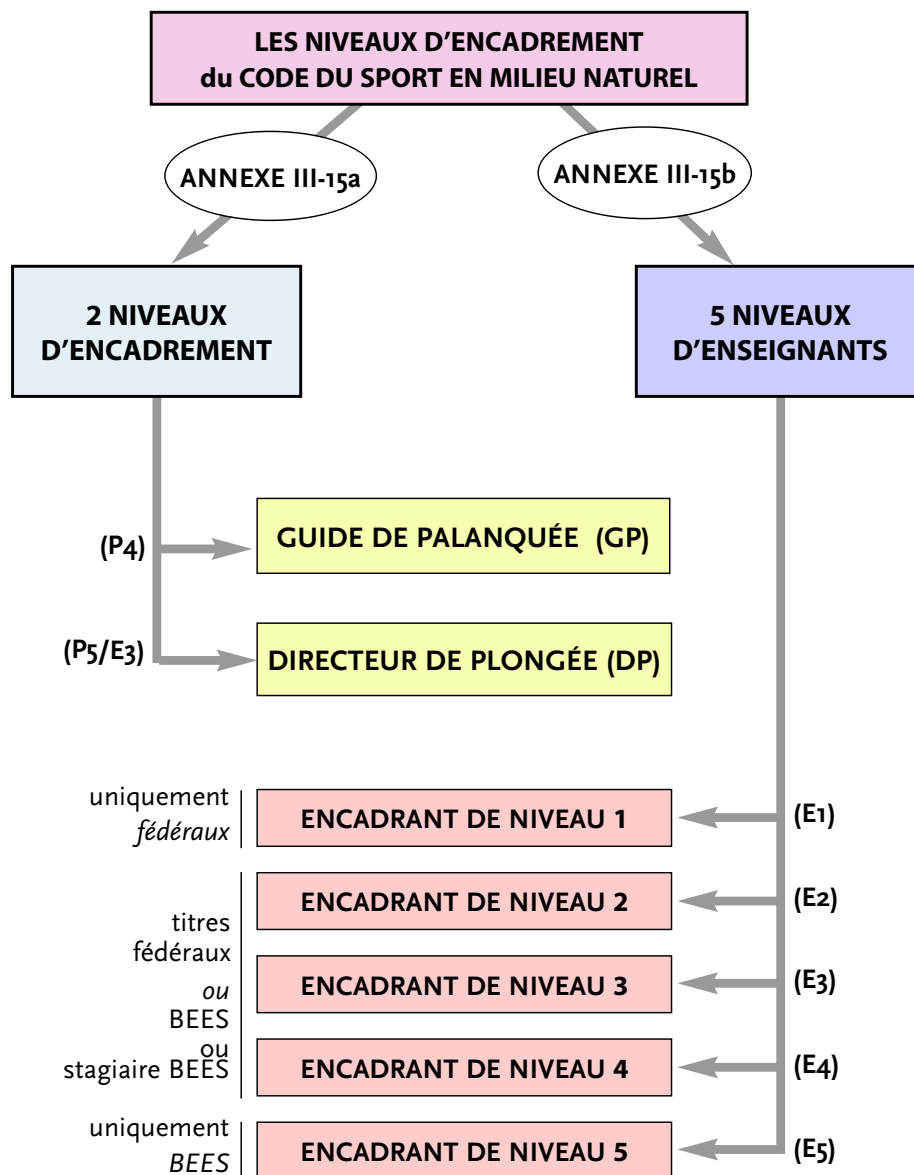 LES NIVEAUX D'ENCADREMENT
du CODE DU SPORT EN MILIEU NATUREL
ANNEXE III-15a
ANNEXE III-15b
2 NIVEAUX
D'ENCADREMENT
5 NIVEAUX
D'ENSEIGNANTS
(P4)
GUIDE DE PALANQUÉE (GP)
(P5/E3)
DIRECTEUR DE PLONGÉE (DP)
uniquement
fédéraux
ENCADRANT DE NIVEAU 1
(E1)
titres
fédéraux
ou
BEES
ou
stagiaire BEES
ENCADRANT DE NIVEAU 2
(E2)
ENCADRANT DE NIVEAU 3
(E3)
ENCADRANT DE NIVEAU 4
(E4)
uniquement
BEES
ENCADRANT DE NIVEAU 5
(E5)